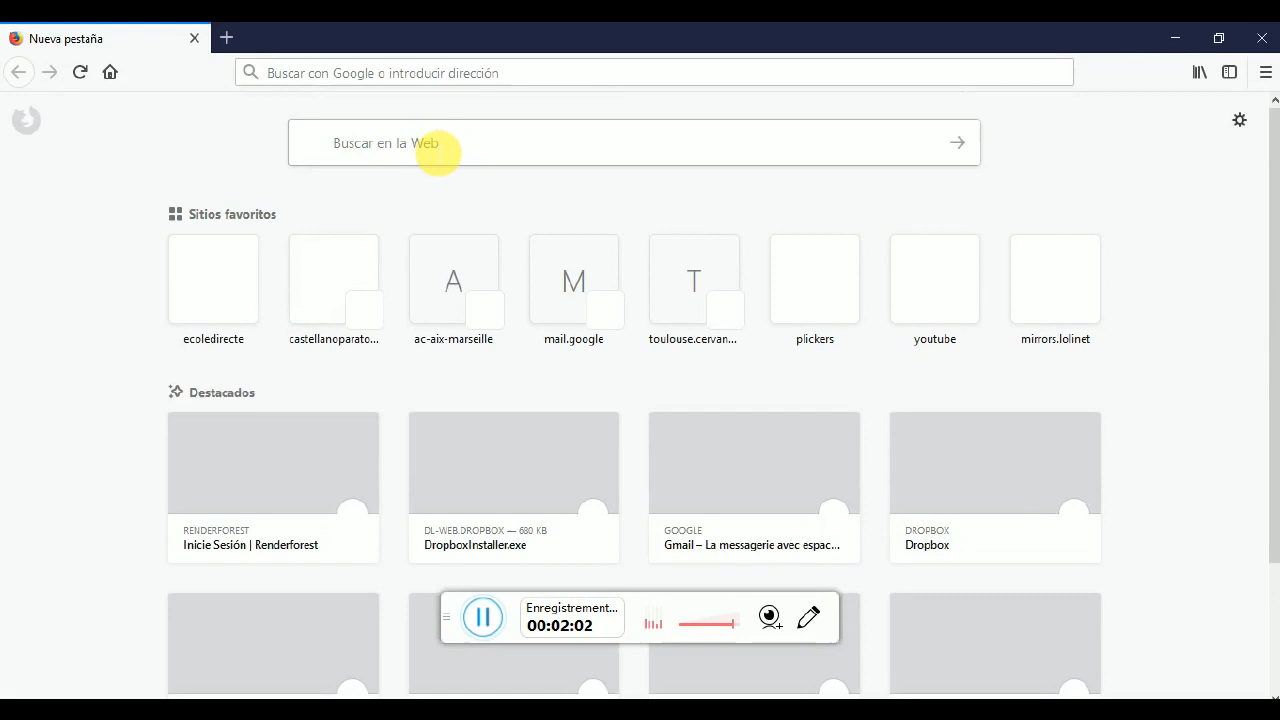 Nueva pestaña
Buscar con Google o introducir dirección
Buscar en la Web
Sitios favoritos
A
M
T
ecoledirecte
castellanoparato...
ac-aix-marseille
mail.google
toulouse.cervan...
plickers
youtube
mirrors.lolinet
Destacados
RENDERFOREST
Inicie Sesión | Renderforest
DL-WEB.DROPBOX — 680 KB
DropboxInstaller.exe
GOOGLE
Gmail – La messagerie avec espac...
DROPBOX
Dropbox
Enregistrement...
00:02:02